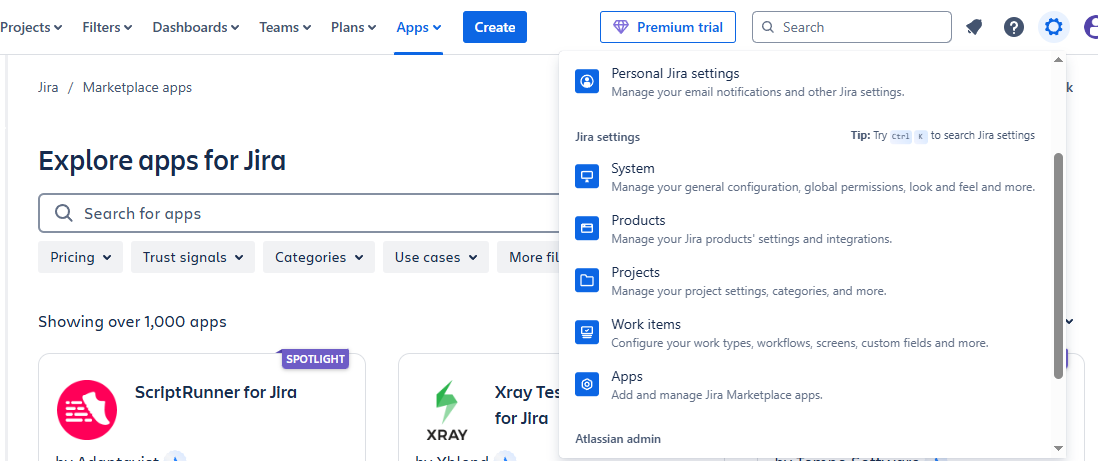 Projects Filters Dashboards Teams Plans Apps Create Premium trial Search
Personal Jira settings
Manage your email notifications and other Jira settings.
Jira / Marketplace apps
Jira settings Tip: Try Ctrl K to search Jira settings
Explore apps for Jira
System
Manage your general configuration, global permissions, look and feel and more.
Search for apps
Products
Manage your Jira products' settings and integrations.
Pricing Trust signals Categories Use cases More fil
Projects
Manage your project settings, categories, and more.
Showing over 1,000 apps
Work items
Configure your work types, workflows, screens, custom fields and more.
SPOTLIGHT
Apps
Add and manage Jira Marketplace apps.
ScriptRunner for Jira
Xray Tes
for Jira
XRAY
Atlassian admin
by Adaptavist
by Xblend
by Tempo Software